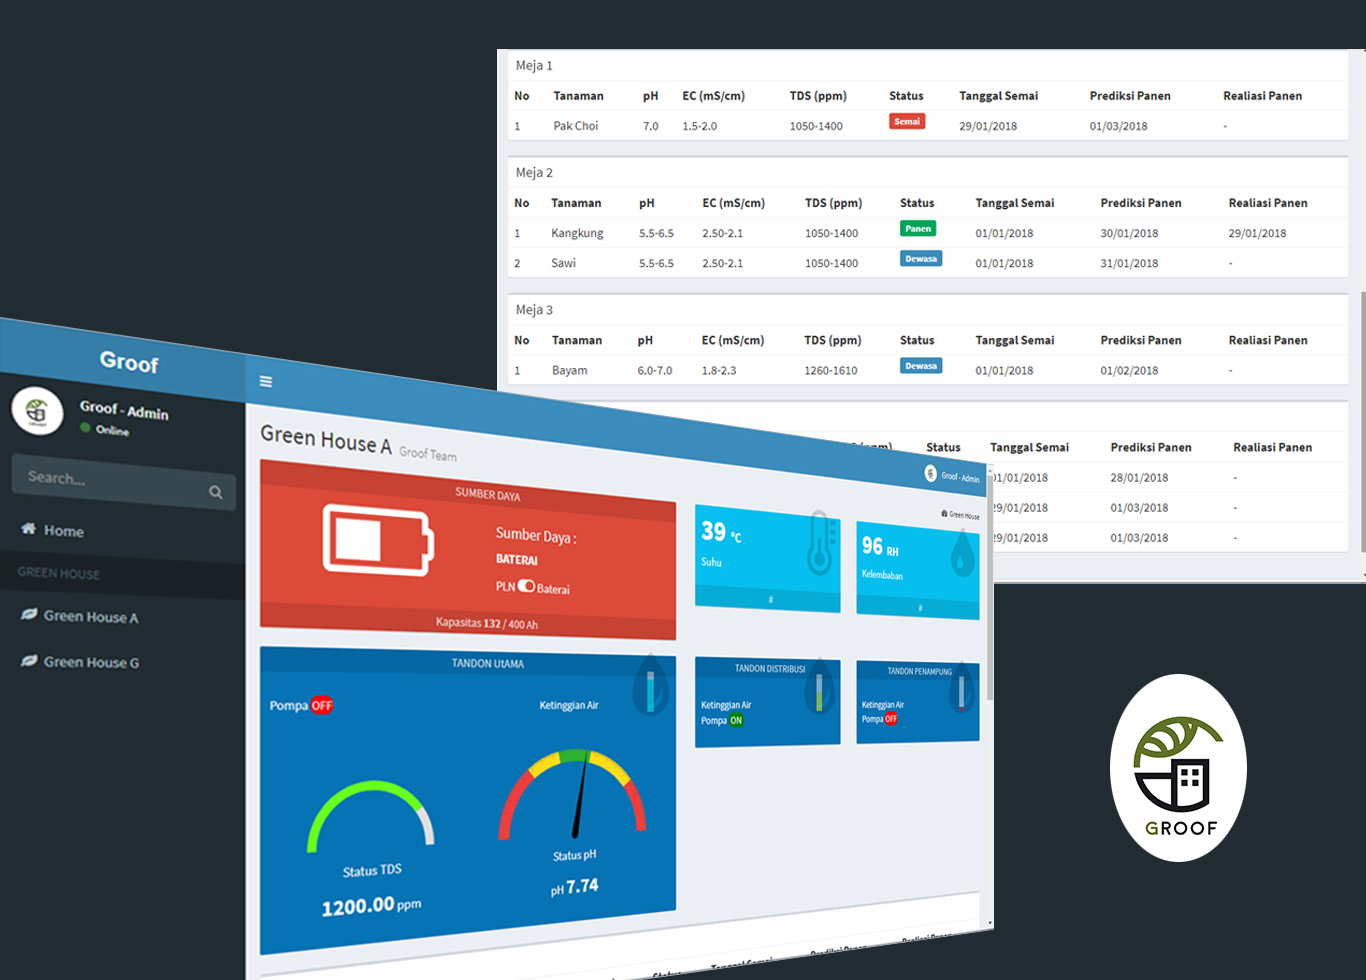 Meja 1
No Tanaman pH EC (mS/cm) TDS (ppm) Status Tanggal Semai Prediksi Panen Realiasi Panen
1 Pak Choi 7.0 1.5-2.0 1050-1400 Semai 29/01/2018 01/03/2018 -
Meja 2
No Tanaman pH EC (mS/cm) TDS (ppm) Status Tanggal Semai Prediksi Panen Realiasi Panen
1 Kangkung 5.5-6.5 2.50-2.1 1050-1400 Panen 01/01/2018 30/01/2018 29/01/2018
2 Sawi 5.5-6.5 2.50-2.1 1050-1400 Dewasa 01/01/2018 31/01/2018 -
Meja 3
No Tanaman pH EC (mS/cm) TDS (ppm) Status Tanggal Semai Prediksi Panen Realiasi Panen
1 Bayam 6.0-7.0 1.8-2.3 1260-1610 Dewasa 01/01/2018 01/02/2018 -
Status Tanggal Semai Prediksi Panen Realiasi Panen
01/01/2018 28/01/2018 -
29/01/2018 01/03/2018 -
29/01/2018 01/03/2018 -
Groof
Groof - Admin
Online
Search...
Home
GREEN HOUSE
Green House A
Green House G
Groof - Admin
Green House A Groof Team
Green House
SUMBER DAYA
Sumber Daya :
BATERAI
PLN Baterai
Kapasitas 132 / 400 Ah
39 °C
Suhu
#
96 RH
Kelembaban
#
TANDON UtAMA
Pompa OFF
Ketinggian Air
Status TDS
1200.00 ppm
Status pH
pH 7.74
TANDON DISTRIBUSI
Ketinggian Air
Pompa ON
TANDON PENAMPUNG
Ketinggian Air
Pompa OFF
Status Tanggal Semai Prediksi Panen Realiasi Panen
GROOF